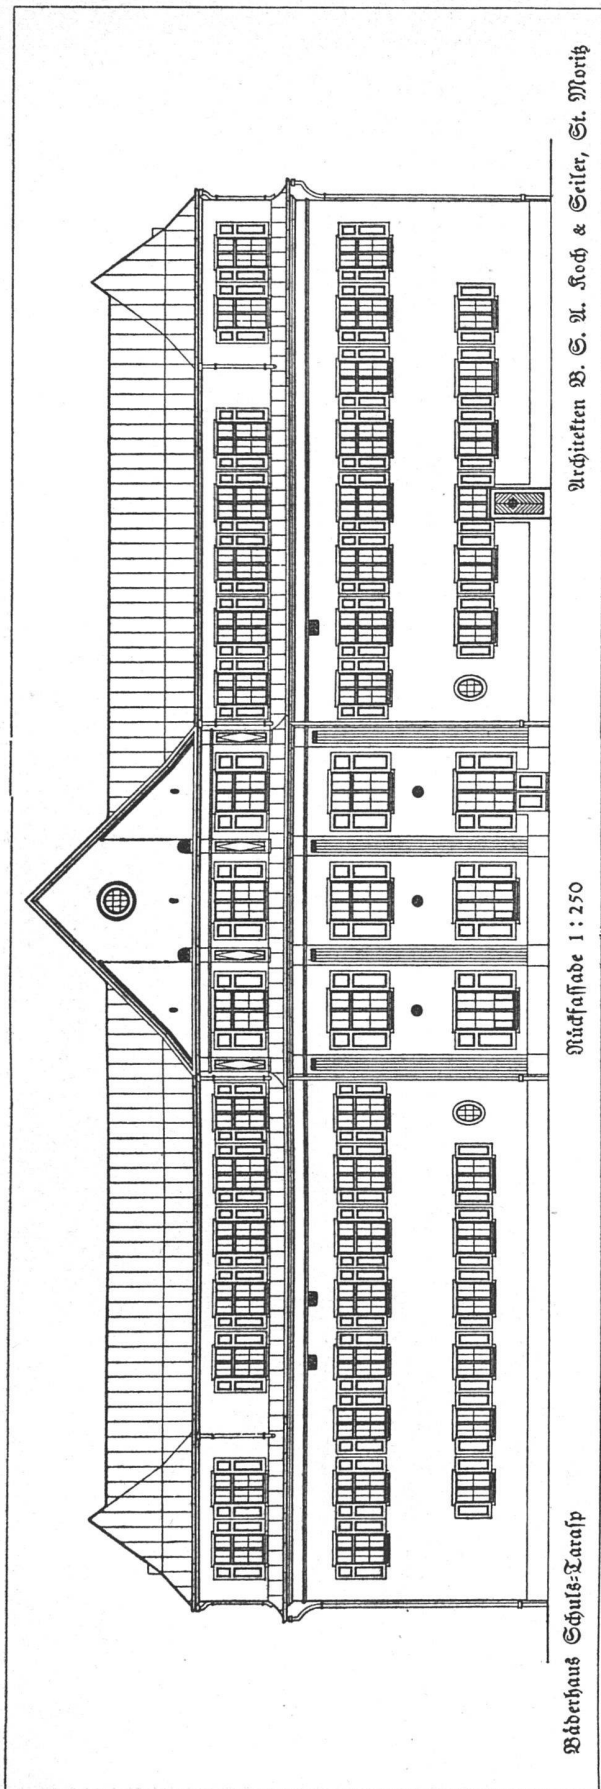 Bäderhaus Schuls-Tarasp
Rückfassade 1 : 250
Architekten B. S. A. Koch & Seiler, St. Moritz